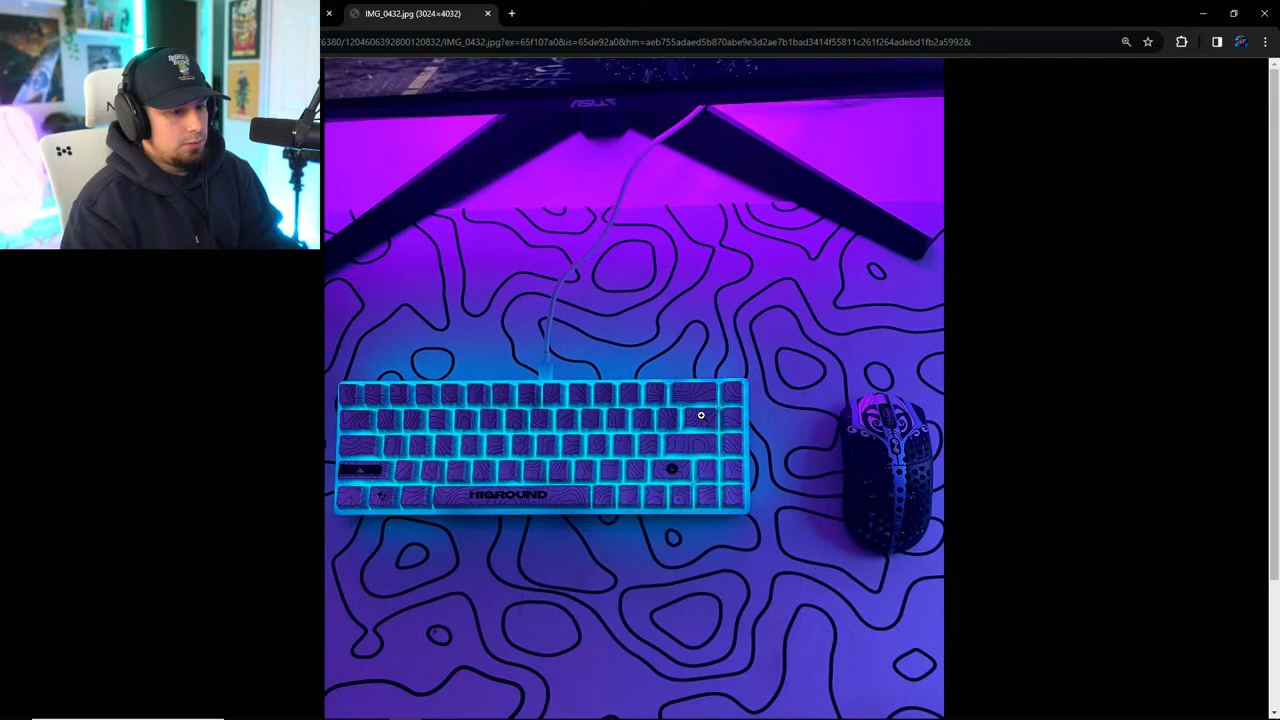 IMG_0432.jpg (3024×4032)
6380/1204606392800120832/IMG_0432.jpg?ex=65f107a0&is=65de92a0&hm=aeb755adaed5b870abe9e3d2ae7b1bad3414f55811c261f264adebd1fb2a5992&
ASUS
HIGROUND